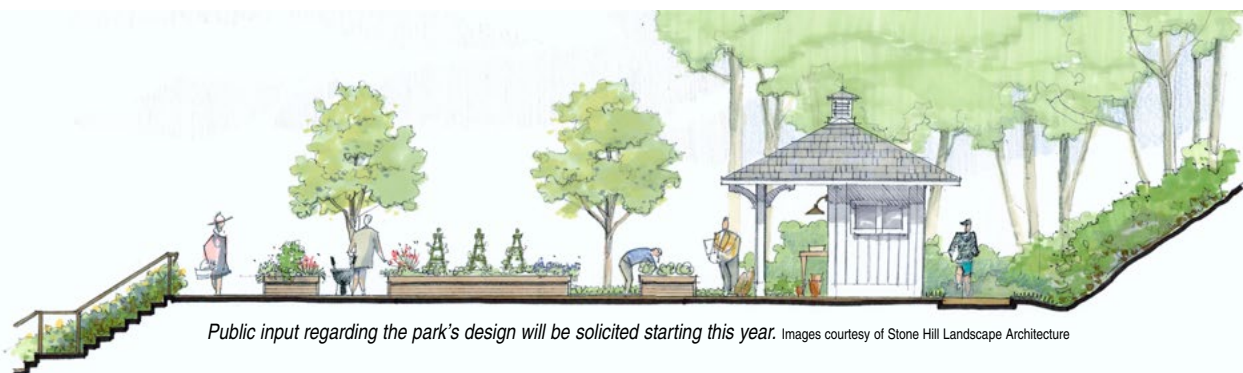 Public input regarding the park's design will be solicited starting this year. Images courtesy of Stone Hill Landscape Architecture